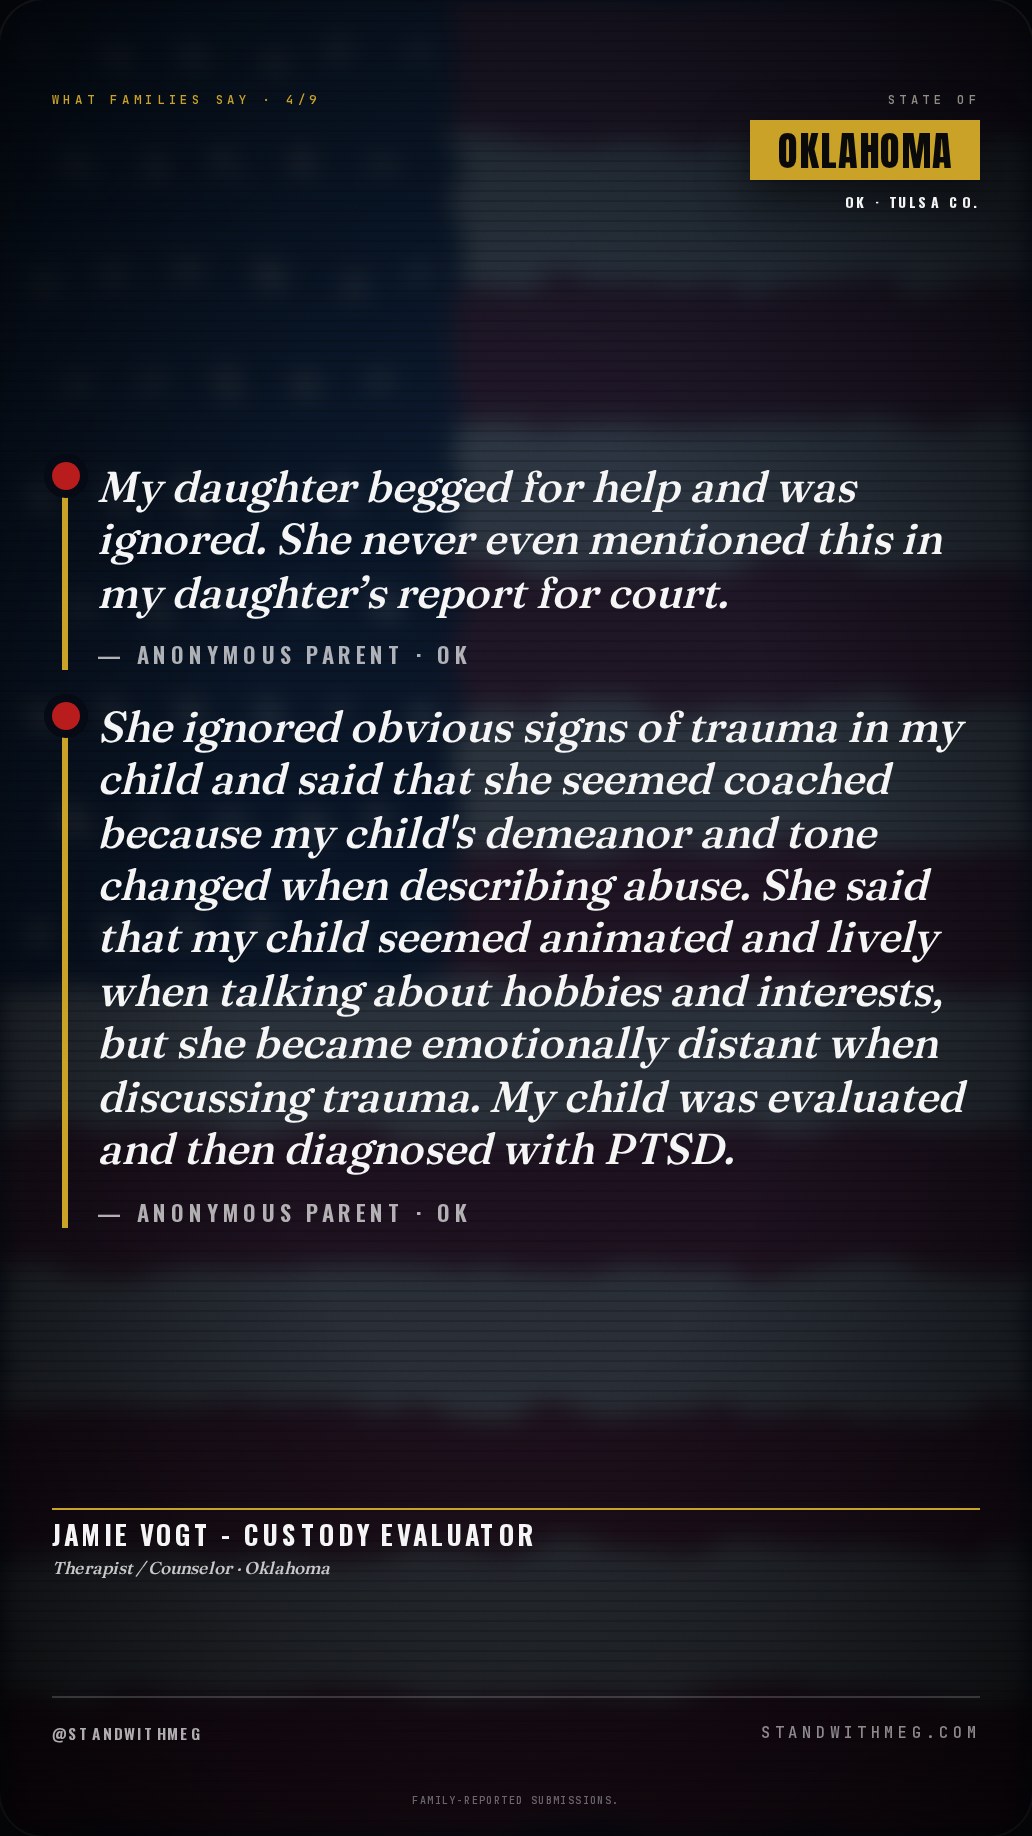 WHAT FAMILIES SAY · 4/9
STATE OF
OKLAHOMA
OK · TULSA CO.
My daughter begged for help and was
ignored. She never even mentioned this in
my daughter’s report for court.
— ANONYMOUS PARENT · OK
She ignored obvious signs of trauma in my
child and said that she seemed coached
because my child's demeanor and tone
changed when describing abuse. She said
that my child seemed animated and lively
when talking about hobbies and interests,
but she became emotionally distant when
discussing trauma. My child was evaluated
and then diagnosed with PTSD.
— ANONYMOUS PARENT · OK
JAMIE VOGT - CUSTODY EVALUATOR
Therapist / Counselor · Oklahoma
@STANDWITHMEG
STANDWITHMEG.COM
FAMILY-REPORTED SUBMISSIONS.